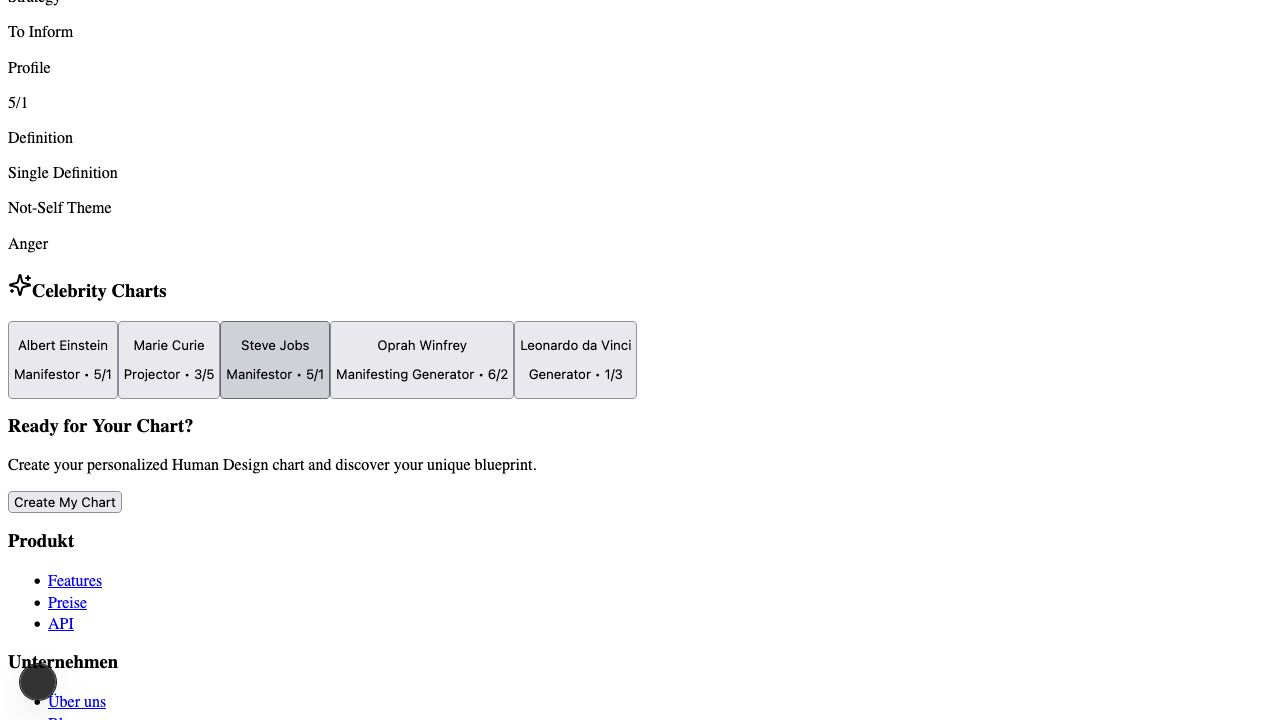 Strategy
To Inform
Profile
5/1
Definition
Single Definition
Not-Self Theme
Anger
Celebrity Charts
Albert Einstein
Manifestor • 5/1
Marie Curie
Projector • 3/5
Steve Jobs
Manifestor • 5/1
Oprah Winfrey
Manifesting Generator • 6/2
Leonardo da Vinci
Generator • 1/3
Ready for Your Chart?
Create your personalized Human Design chart and discover your unique blueprint.
Create My Chart
Produkt
Features
Preise
API
Unternehmen
Über uns